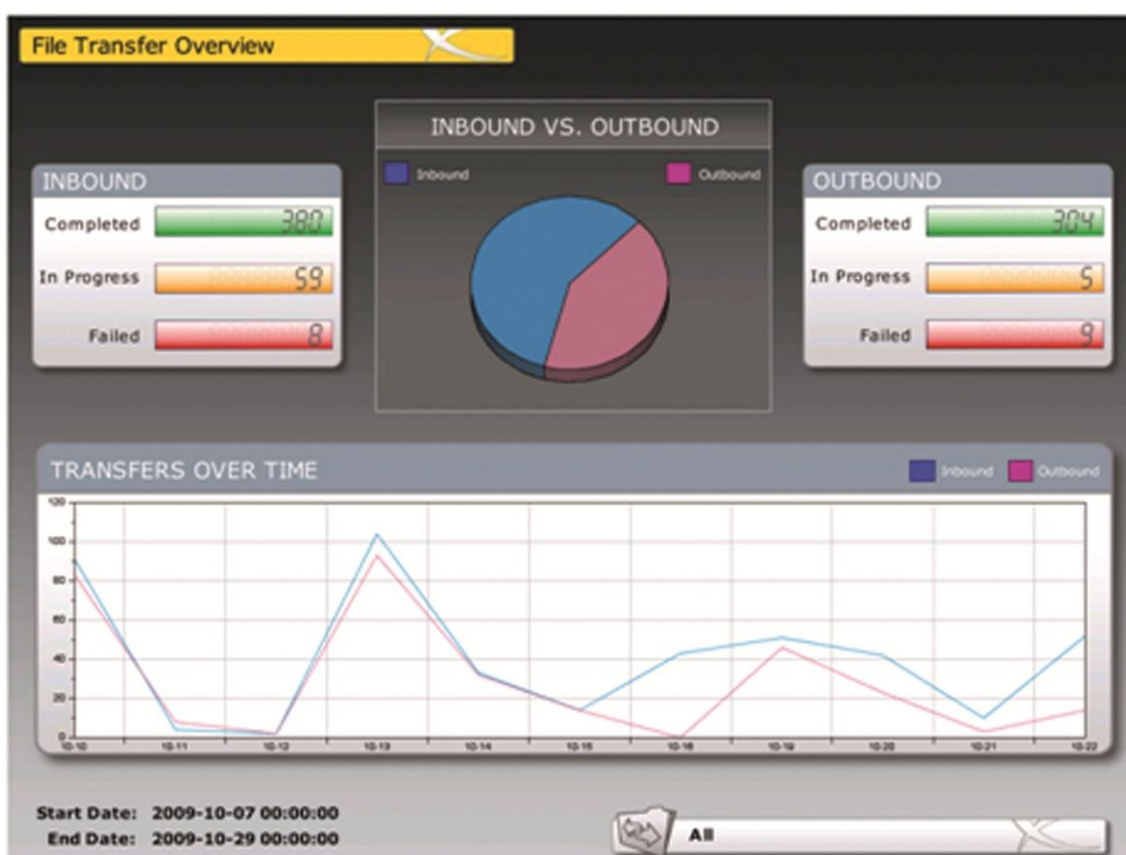 File Transfer Overview
INBOUND VS. OUTBOUND
Inbound
Outbound
INBOUND
Completed 380
In Progress 59
Failed 8
OUTBOUND
Completed 304
In Progress 5
Failed 9
TRANSFERS OVER TIME
Inbound
Outbound
120
100
80
60
40
20
0
10-10 10-11 10-12 10-13 10-14 10-15 10-18 10-19 10-20 10-21 10-22
Start Date: 2009-10-07 00:00:00
End Date: 2009-10-29 00:00:00
All